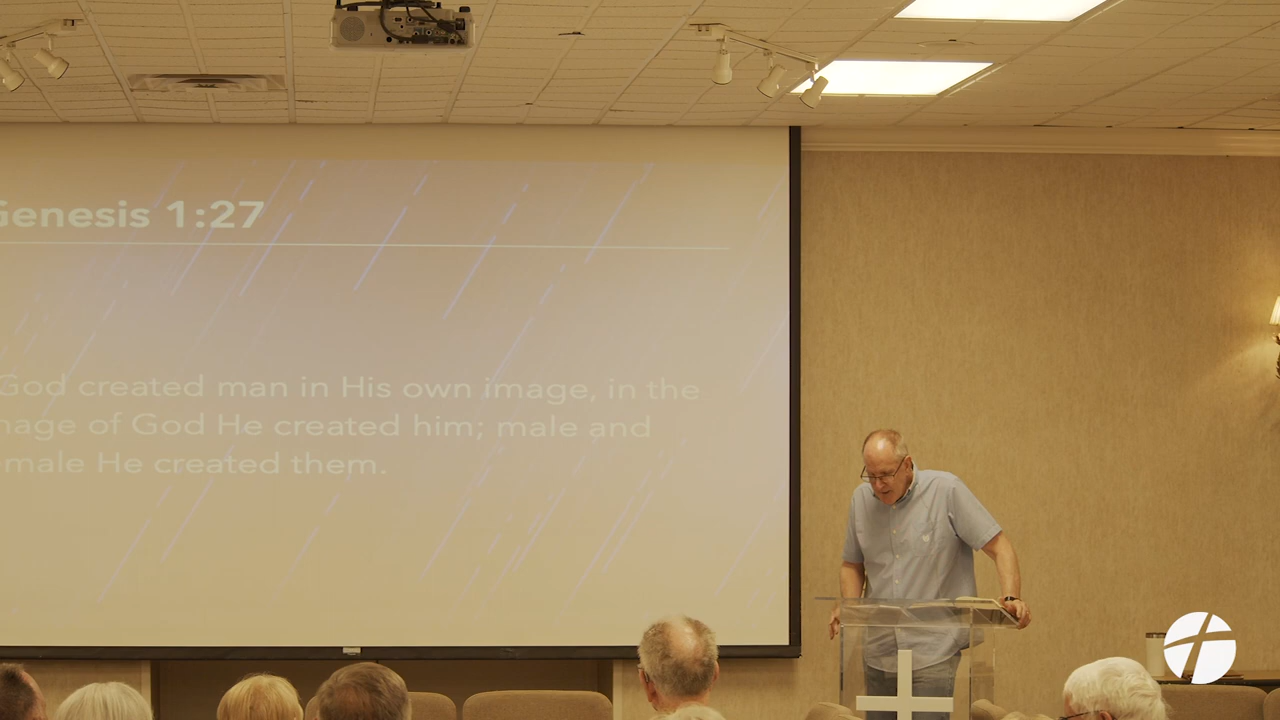 Genesis 1:27
God created man in His own image, in the
mage of God He created him; male and
male He created them.